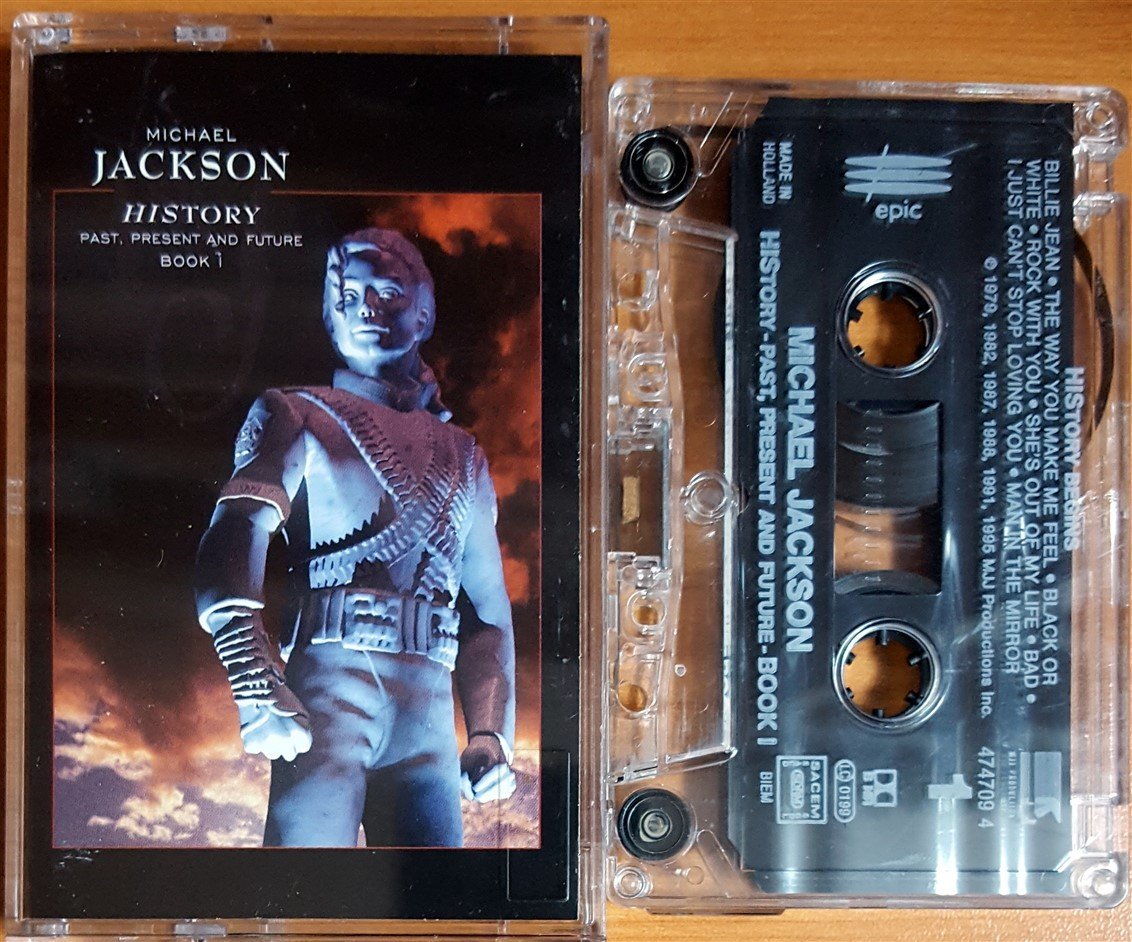 MICHAEL
JACKSON
HISTORY
PAST, PRESENT AND FUTURE
BOOK I
HISTORY BEGINS
BILLIE JEAN • THE WAY YOU MAKE ME FEEL • BLACK OR
WHITE • ROCK WITH YOU • SHE'S OUT OF MY LIFE • BAD •
I JUST CAN'T STOP LOVING YOU • MAN IN THE MIRROR
℗ 1979, 1982, 1987, 1988, 1991, 1995 MJJ Productions Inc.
epic
474709 4
1
MICHAEL JACKSON
HISTORY - PAST, PRESENT AND FUTURE - BOOK I
MADE IN
HOLLAND
LC 0199
SACEM
BIEM